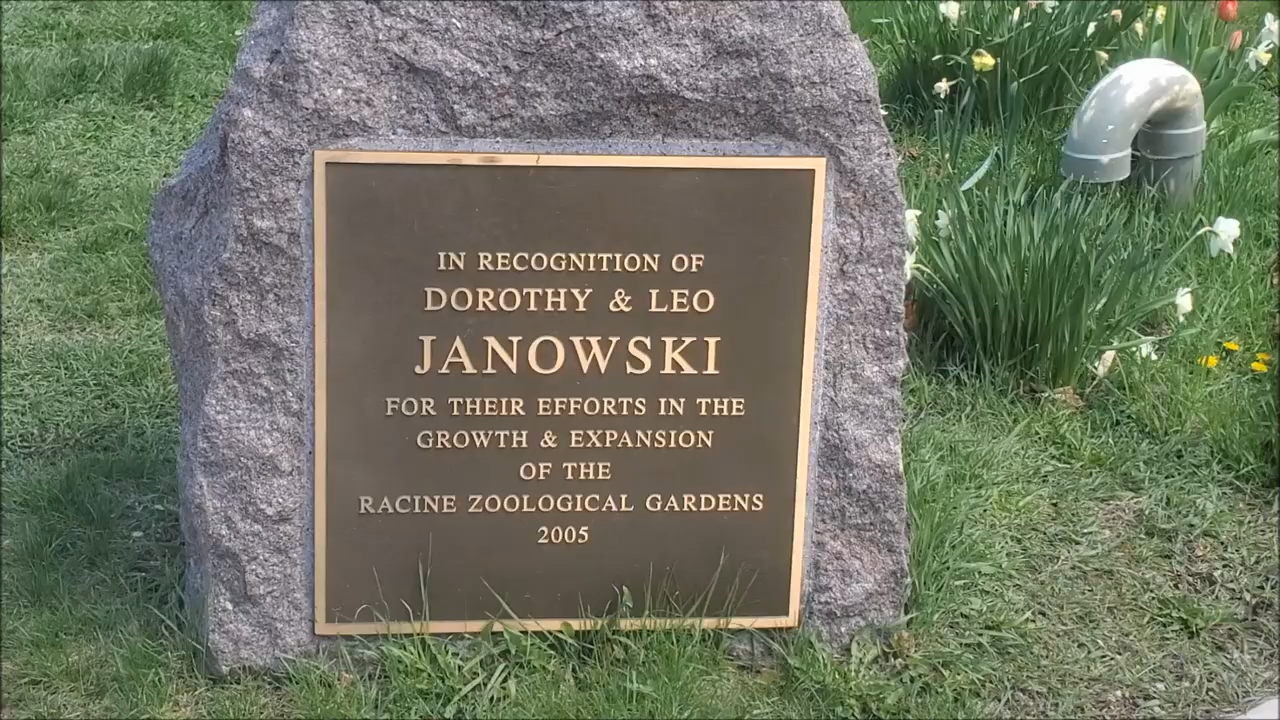 IN RECOGNITION OF
DOROTHY & LEO
JANOWSKI
FOR THEIR EFFORTS IN THE
GROWTH & EXPANSION
OF THE
RACINE ZOOLOGICAL GARDENS
2005